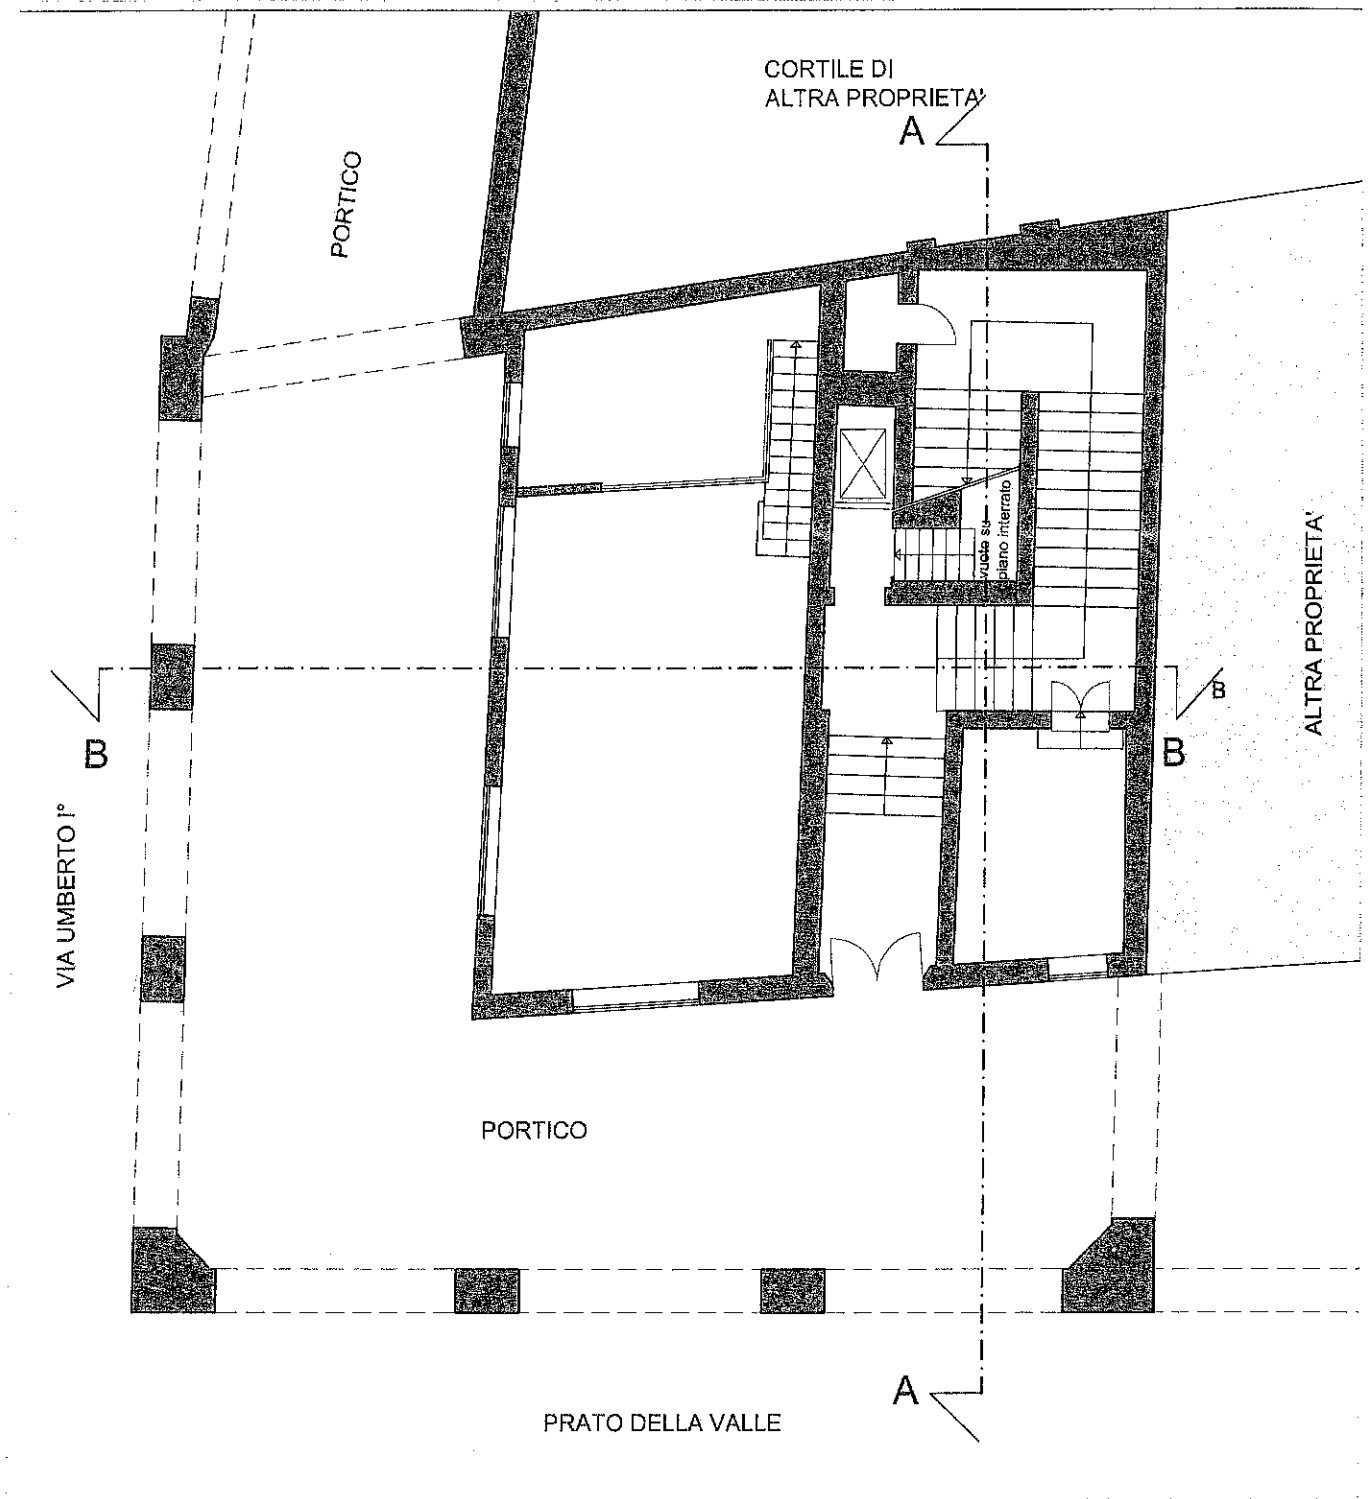 CORTILE DI
ALTRA PROPRIETA'
A
PORTICO
vuoto su
piano interrato
ALTRA PROPRIETA'
B
B
B
VIA UMBERTO I°
PORTICO
A
PRATO DELLA VALLE